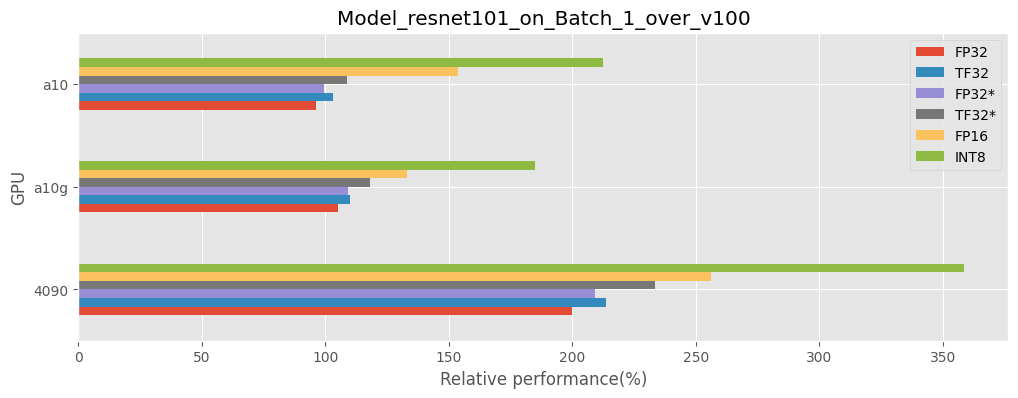 Model_resnet101_on_Batch_1_over_v100
FP32
TF32
FP32*
TF32*
FP16
INT8
GPU
a10
a10g
4090
0 50 100 150 200 250 300 350
Relative performance(%)